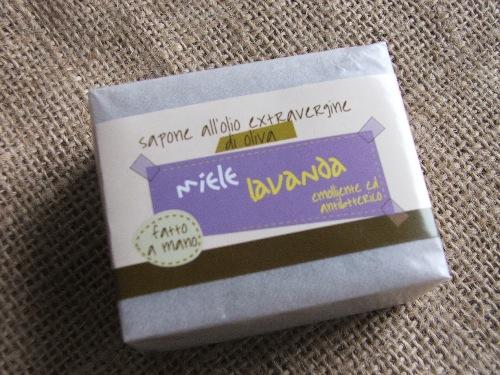 sapone all'olio extravergine
di oliva
miele lavanda
emolliente ed
antibatterico
fatto
a mano